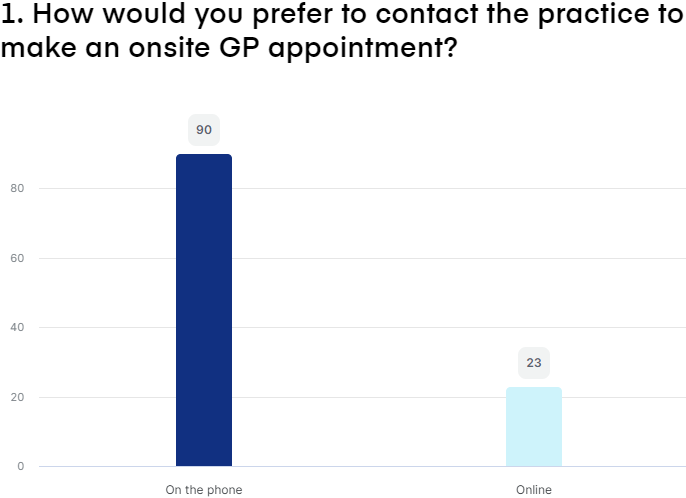 1. How would you prefer to contact the practice to
make an onsite GP appointment?
90
80
60
40
23
20
0
On the phone
Online